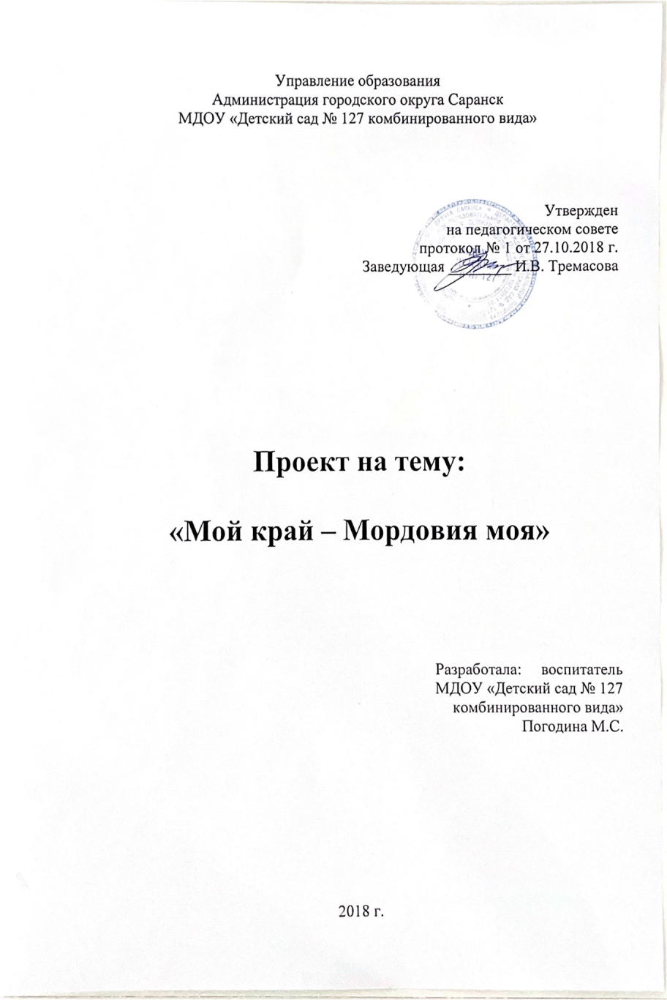 Управление образования
Администрация городского округа Саранск
МДОУ «Детский сад № 127 комбинированного вида»
Утвержден
на педагогическом совете
протокол № 1 от 27.10.2018 г.
Заведующая И.В. Тремасова
Проект на тему:
«Мой край – Мордовия моя»
Разработала: воспитатель
МДОУ «Детский сад № 127
комбинированного вида»
Погодина М.С.
2018 г.